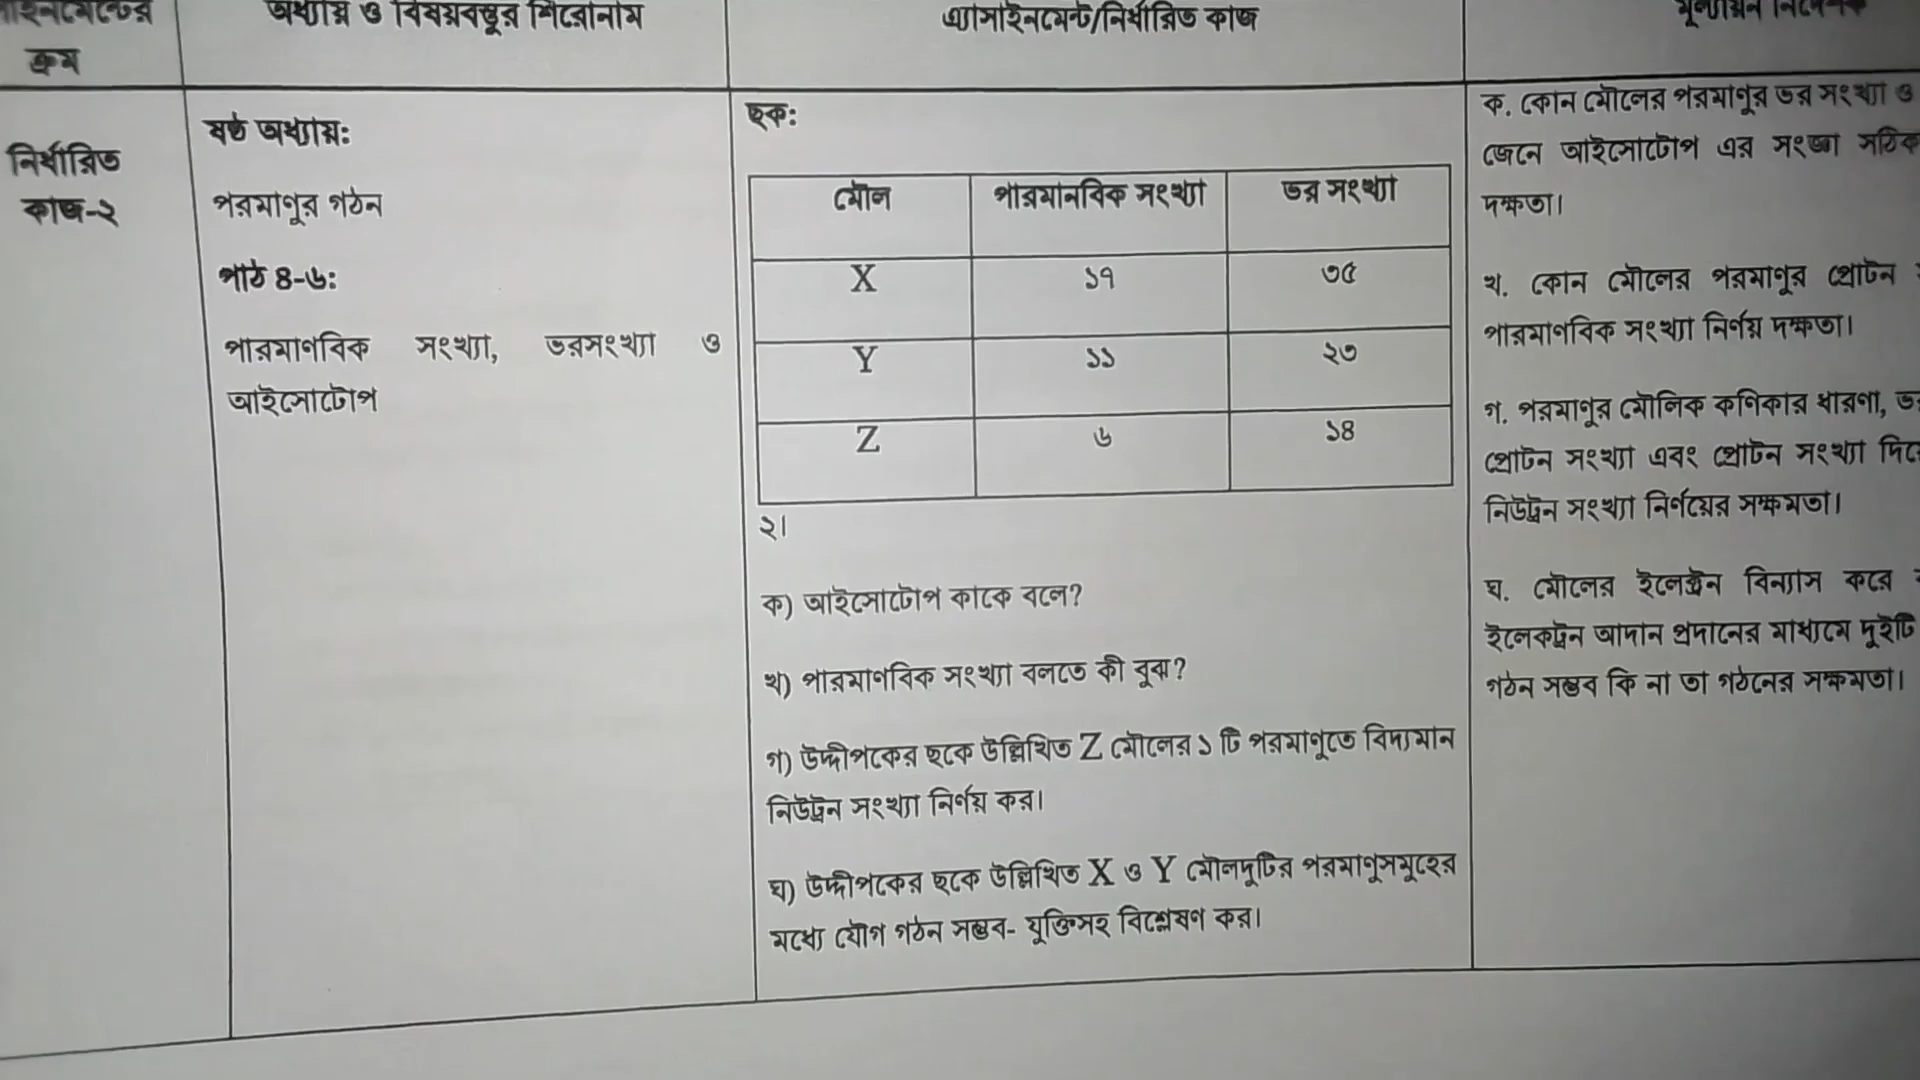 ক্রম
অধ্যায় ও বিষয়বস্তুর শিরোনাম
এ্যাসাইনমেন্ট/নির্ধারিত কাজ
মূল্যায়ন
নির্ধারিত
কাজ-২
ষষ্ঠ অধ্যায়ঃ
পরমাণুর গঠন
পাঠ ৪-৬:
পারমাণবিক সংখ্যা, ভরসংখ্যা ও
আইসোটোপ
ছক:
মৌল পারমানবিক সংখ্যা ভর সংখ্যা
X ১৭ ৩৫
Y ১১ ২৩
Z ৬ ১৪
২।
ক) আইসোটোপ কাকে বলে?
খ) পারমাণবিক সংখ্যা বলতে কী বুঝ?
গ) উদ্দীপকের ছকে উল্লিখিত Z মৌলের ১ টি পরমাণুতে বিদ্যমান
নিউট্রন সংখ্যা নির্ণয় কর।
ঘ) উদ্দীপকের ছকে উল্লিখিত X ও Y মৌলদুটির পরমাণুসমূহের
মধ্যে যৌগ গঠন সম্ভব- যুক্তিসহ বিশ্লেষণ কর।
ক. কোন মৌলের পরমাণুর ভর সংখ্যা ও
জেনে আইসোটোপ এর সংজ্ঞা সঠিক
দক্ষতা।
খ. কোন মৌলের পরমাণুর প্রোটন
পারমাণবিক সংখ্যা নির্ণয় দক্ষতা।
গ. পরমাণুর মৌলিক কণিকার ধারণা,
প্রোটন সংখ্যা এবং প্রোটন সংখ্যা
নিউট্রন সংখ্যা নির্ণয়ের সক্ষমতা।
ঘ. মৌলের ইলেক্ট্রন বিন্যাস করে
ইলেকট্রন আদান প্রদানের মাধ্যমে দুইটি
গঠন সম্ভব কি না তা গঠনের সক্ষমতা।